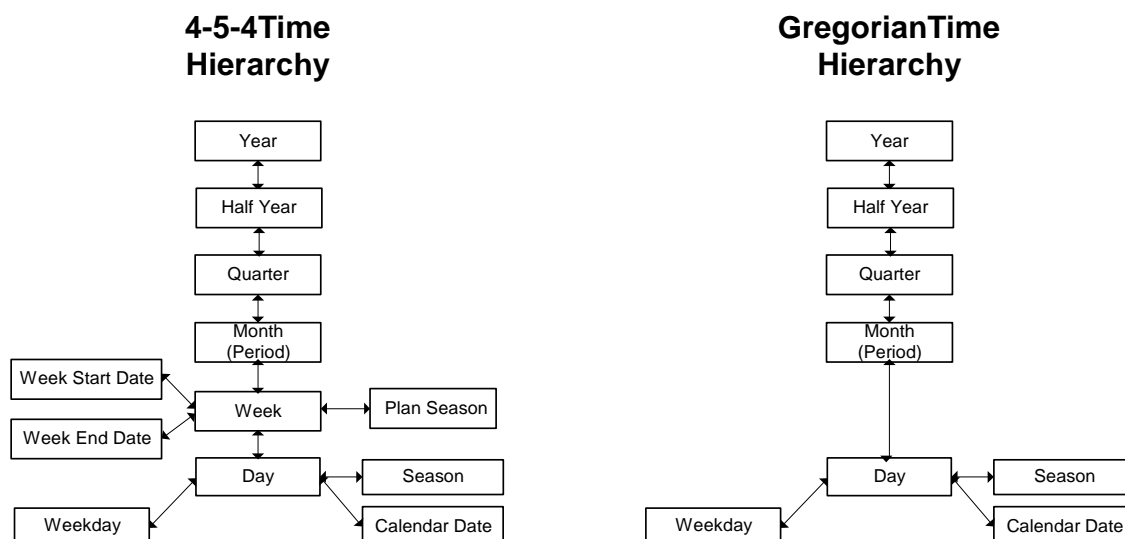 4-5-4Time
Hierarchy
Year
Half Year
Quarter
Month
(Period)
Week Start Date
Week
Plan Season
Week End Date
Day
Season
Weekday
Calendar Date
GregorianTime
Hierarchy
Year
Half Year
Quarter
Month
(Period)
Day
Season
Weekday
Calendar Date